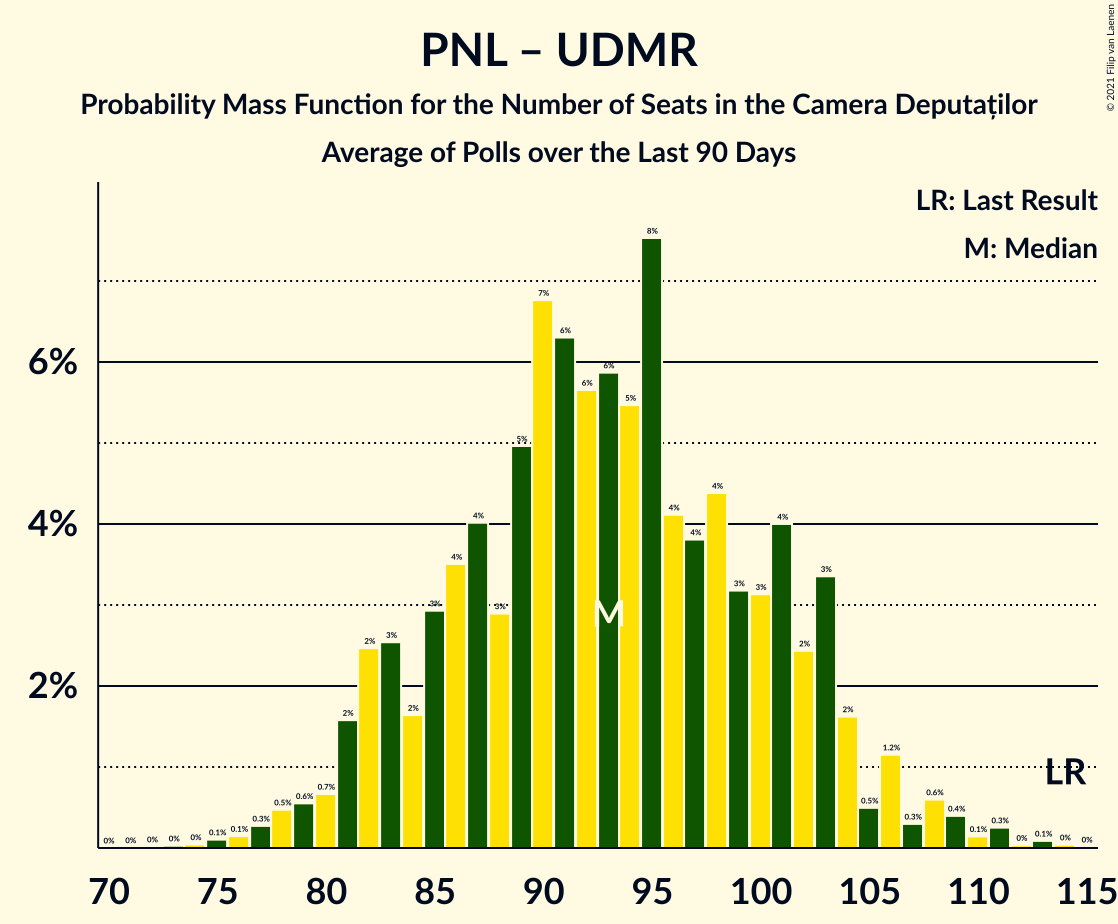 PNL – UDMR
Probability Mass Function for the Number of Seats in the Camera Deputaților
Average of Polls over the Last 90 Days
© 2021 Filip van Laenen
LR: Last Result
M: Median
6%
4%
2%
0% 0% 0% 0% 0% 0.1% 0.1% 0.3% 0.5% 0.6% 0.7% 2% 2% 3% 2% 3% 4% 4% 3% 5% 7% 6% 6% 6% 5% 8% 4% 4% 4% 3% 3% 4% 2% 3% 2% 0.5% 1.2% 0.3% 0.6% 0.4% 0.1% 0.3% 0% 0.1% 0% 0%
M
LR
70 75 80 85 90 95 100 105 110 115